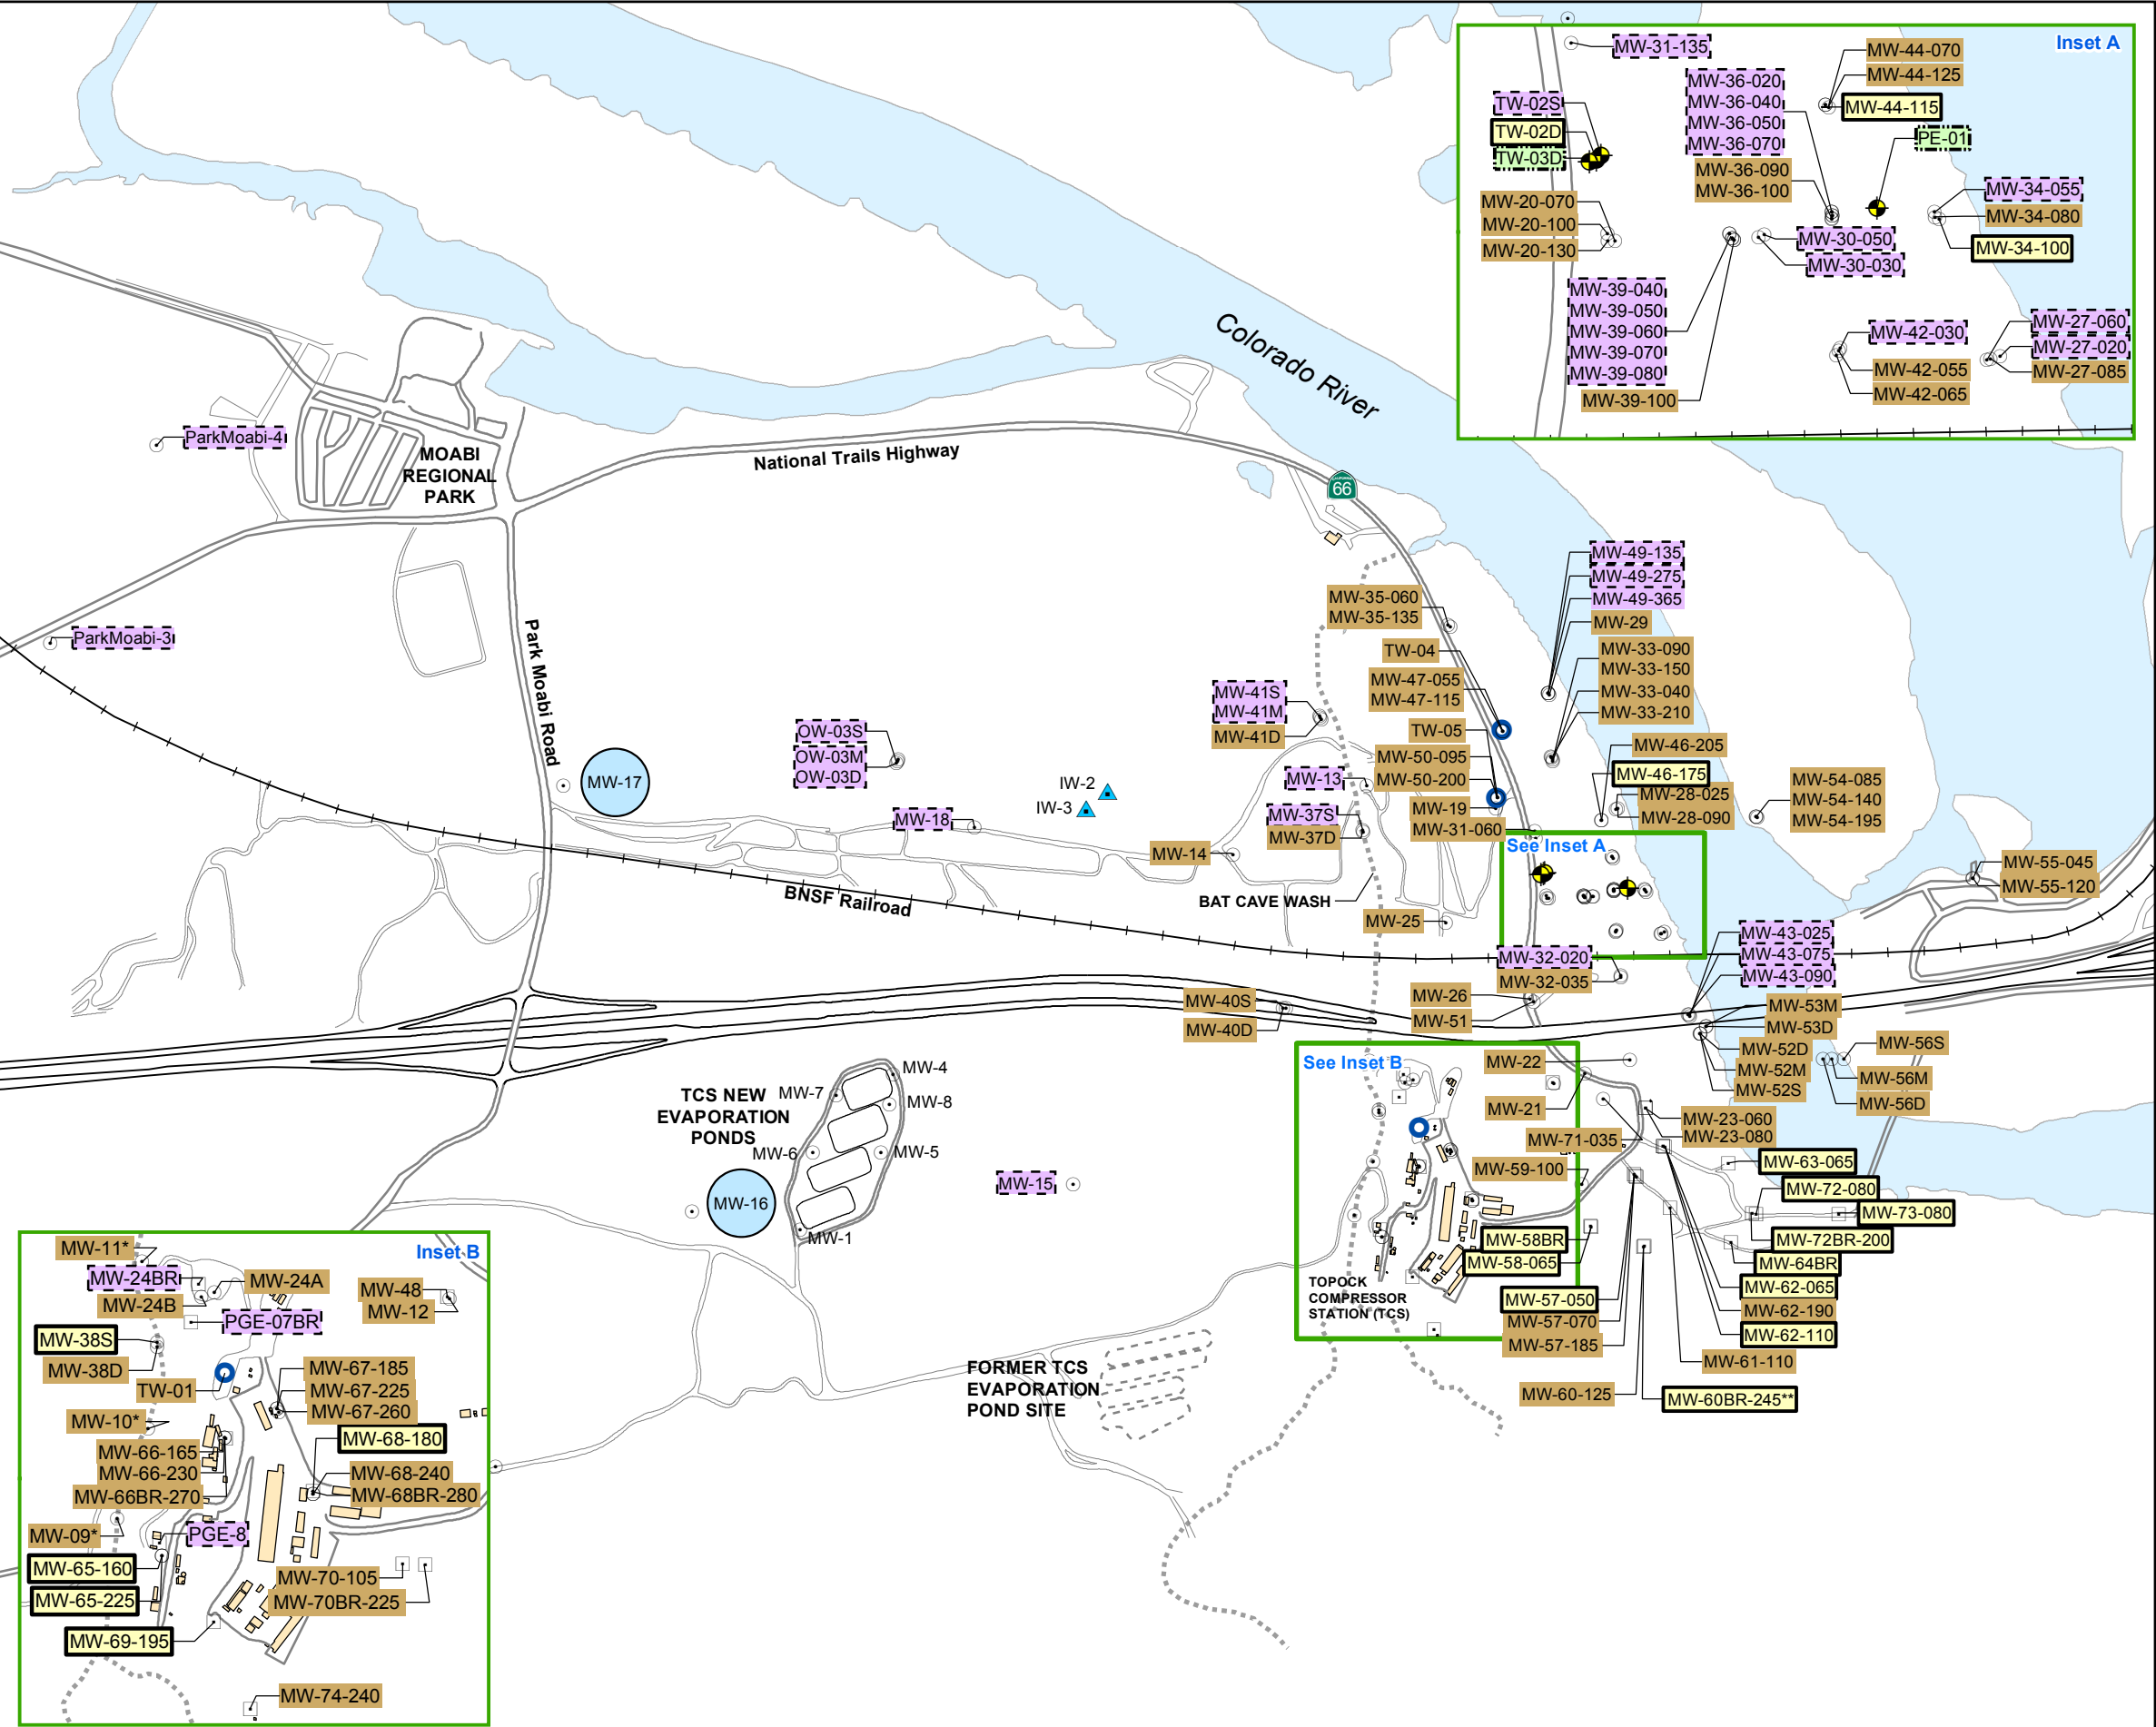 Inset A
MW-31-135
MW-44-070
MW-44-125
MW-44-115
MW-36-020
MW-36-040
MW-36-050
MW-36-070
TW-02S
TW-02D
TW-03D
PE-01
MW-36-090
MW-36-100
MW-34-055
MW-34-080
MW-34-100
MW-20-070
MW-20-100
MW-20-130
MW-30-050
MW-30-030
MW-39-040
MW-39-050
MW-39-060
MW-39-070
MW-39-080
MW-39-100
MW-42-030
MW-42-055
MW-42-065
MW-27-060
MW-27-020
MW-27-085
Colorado River
ParkMoabi-4
MOABI
REGIONAL
PARK
National Trails Highway
CALIFORNIA
66
ParkMoabi-3
Park Moabi Road
MW-49-135
MW-49-275
MW-49-365
MW-29
MW-33-090
MW-33-150
MW-33-040
MW-33-210
MW-35-060
MW-35-135
TW-04
MW-47-055
MW-47-115
TW-05
MW-50-095
MW-50-200
MW-19
MW-31-060
MW-41S
MW-41M
MW-41D
OW-03S
OW-03M
OW-03D
MW-17
IW-2
IW-3
MW-13
MW-37S
MW-37D
MW-18
MW-14
MW-46-205
MW-46-175
MW-28-025
MW-28-090
MW-54-085
MW-54-140
MW-54-195
See Inset A
MW-55-045
MW-55-120
BNSF Railroad
BAT CAVE WASH
MW-25
MW-32-020
MW-32-035
MW-43-025
MW-43-075
MW-43-090
MW-40S
MW-40D
MW-26
MW-51
MW-53M
MW-53D
MW-52D
MW-52M
MW-52S
MW-56S
MW-56M
MW-56D
See Inset B
MW-22
MW-21
MW-23-060
MW-23-080
MW-71-035
MW-59-100
MW-63-065
MW-72-080
MW-73-080
MW-72BR-200
MW-64BR
MW-62-065
MW-62-190
MW-62-110
MW-61-110
MW-60BR-245**
MW-60-125
MW-58BR
MW-58-065
MW-57-050
MW-57-070
MW-57-185
TOPOCK
COMPRESSOR
STATION (TCS)
TCS NEW
EVAPORATION
PONDS
MW-4
MW-7
MW-8
MW-6
MW-5
MW-16
MW-1
MW-15
FORMER TCS
EVAPORATION
POND SITE
Inset B
MW-11*
MW-24BR
MW-24A
MW-24B
PGE-07BR
MW-48
MW-12
MW-38S
MW-38D
TW-01
MW-67-185
MW-67-225
MW-67-260
MW-10*
MW-68-180
MW-66-165
MW-66-230
MW-66BR-270
MW-68-240
MW-68BR-280
MW-09*
PGE-8
MW-65-160
MW-65-225
MW-70-105
MW-70BR-225
MW-69-195
MW-74-240